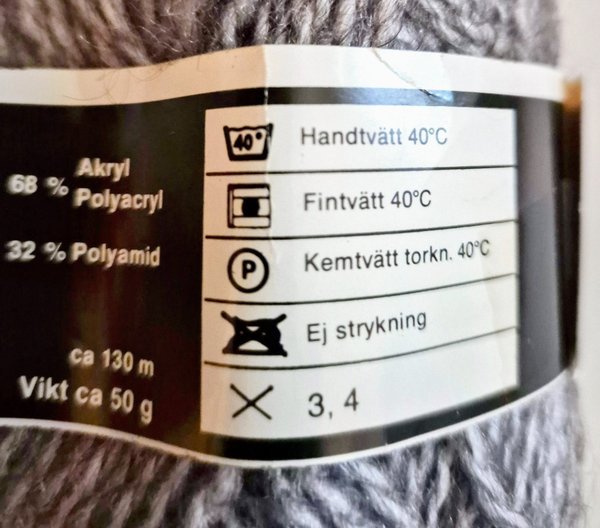 Akryl
68 % Polyacryl
32 % Polyamid
ca 130 m
Vikt ca 50 g
40° Handtvätt 40°C
Fintvätt 40°C
P Kemtvätt torkn. 40°C
Ej strykning
3, 4